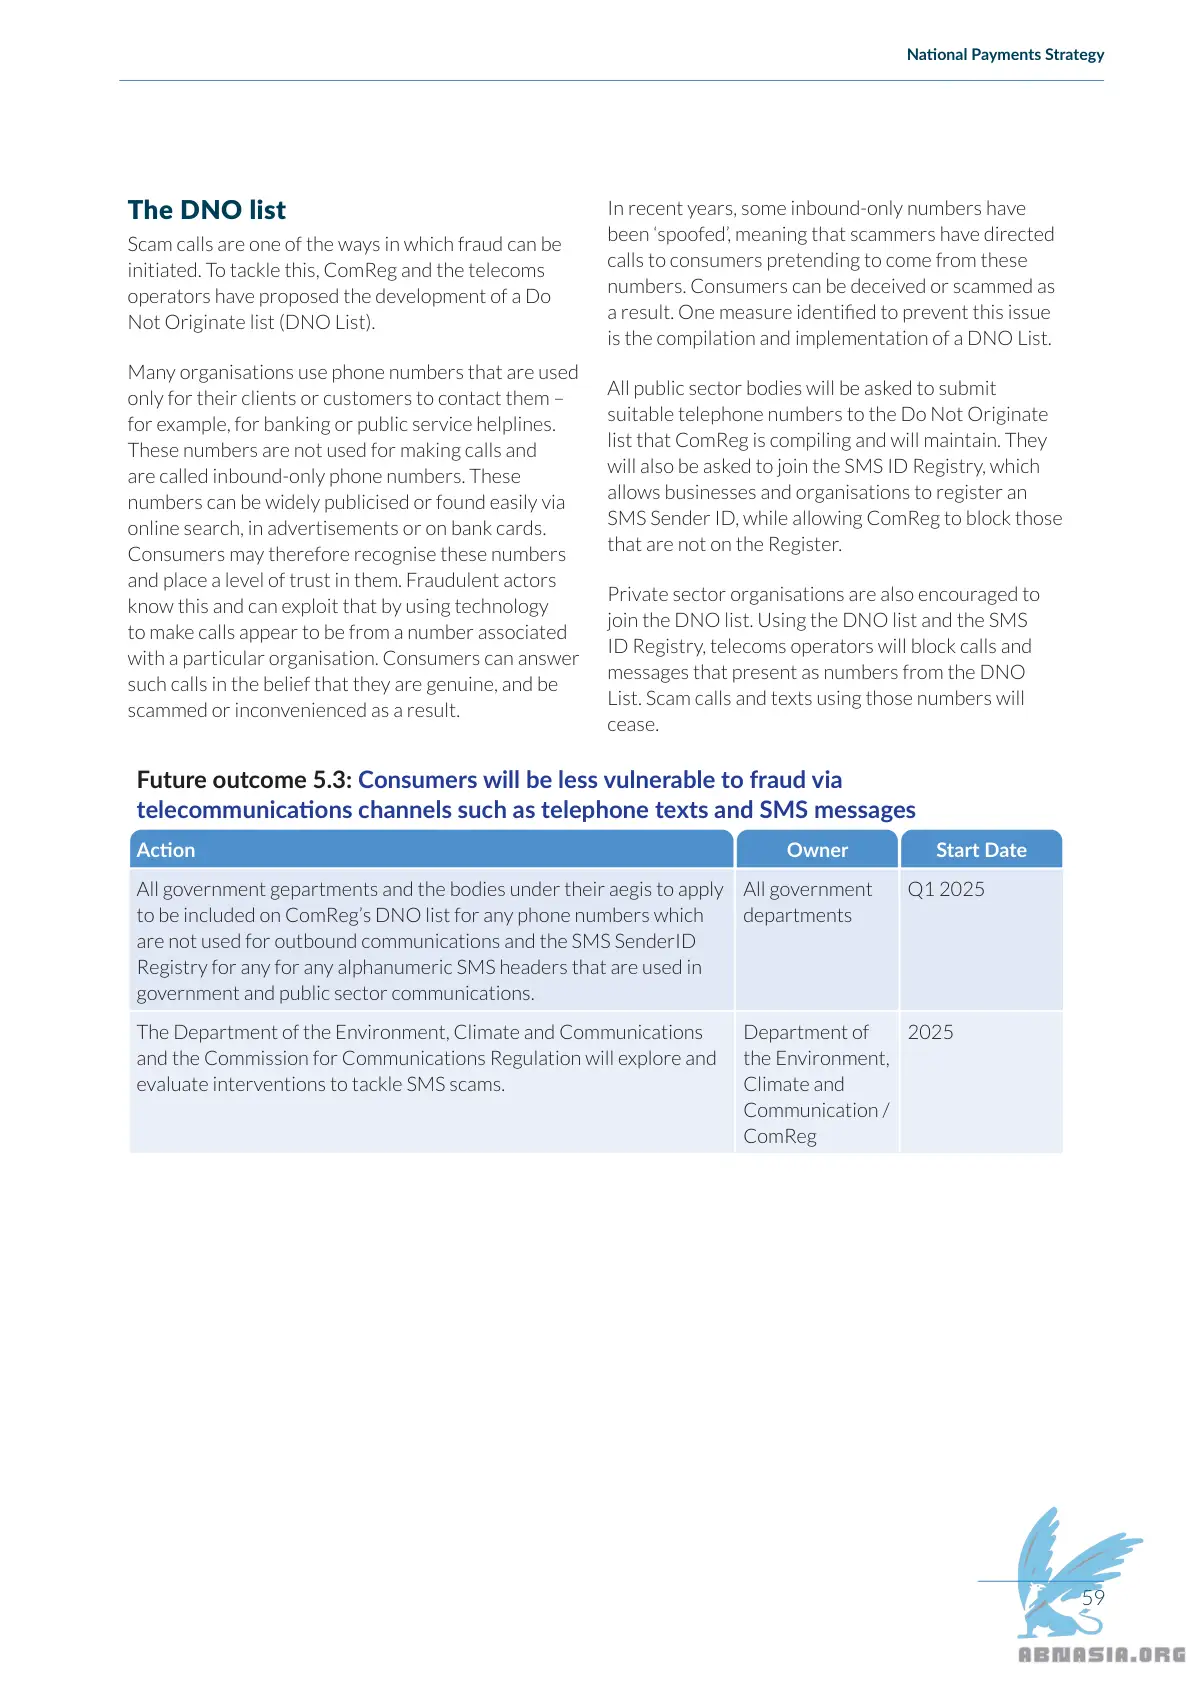 National Payments Strategy
The DNO list
Scam calls are one of the ways in which fraud can be
initiated. To tackle this, ComReg and the telecoms
operators have proposed the development of a Do
Not Originate list (DNO List).
Many organisations use phone numbers that are used
only for their clients or customers to contact them –
for example, for banking or public service helplines.
These numbers are not used for making calls and
are called inbound-only phone numbers. These
numbers can be widely publicised or found easily via
online search, in advertisements or on bank cards.
Consumers may therefore recognise these numbers
and place a level of trust in them. Fraudulent actors
know this and can exploit that by using technology
to make calls appear to be from a number associated
with a particular organisation. Consumers can answer
such calls in the belief that they are genuine, and be
scammed or inconvenienced as a result.
In recent years, some inbound-only numbers have
been ‘spoofed’, meaning that scammers have directed
calls to consumers pretending to come from these
numbers. Consumers can be deceived or scammed as
a result. One measure identified to prevent this issue
is the compilation and implementation of a DNO List.
All public sector bodies will be asked to submit
suitable telephone numbers to the Do Not Originate
list that ComReg is compiling and will maintain. They
will also be asked to join the SMS ID Registry, which
allows businesses and organisations to register an
SMS Sender ID, while allowing ComReg to block those
that are not on the Register.
Private sector organisations are also encouraged to
join the DNO list. Using the DNO list and the SMS
ID Registry, telecoms operators will block calls and
messages that present as numbers from the DNO
List. Scam calls and texts using those numbers will
cease.
Future outcome 5.3: Consumers will be less vulnerable to fraud via
telecommunications channels such as telephone texts and SMS messages
Action Owner Start Date
All government gepartments and the bodies under their aegis to apply
to be included on ComReg’s DNO list for any phone numbers which
are not used for outbound communications and the SMS SenderID
Registry for any for any alphanumeric SMS headers that are used in
government and public sector communications.
All government
departments
Q1 2025
The Department of the Environment, Climate and Communications
and the Commission for Communications Regulation will explore and
evaluate interventions to tackle SMS scams.
Department of
the Environment,
Climate and
Communication /
ComReg
2025
59
ABNASIA.ORG